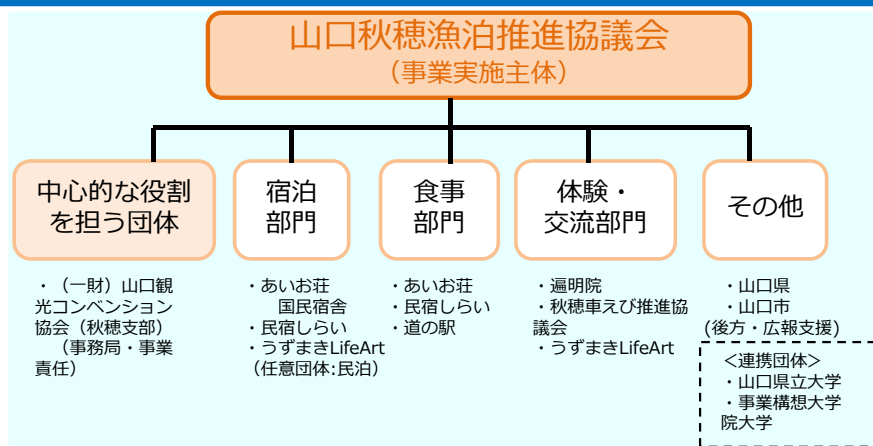 山口秋穂漁泊推進協議会
（事業実施主体）
中心的な役割
を担う団体
・（一財）山口観
光コンベンション
協会（秋穂支部）
（事務局・事業
責任）
宿泊
部門
・あいお荘
国民宿舎
・民宿しらい
・うずまきLifeArt
（任意団体:民泊）
食事
部門
・あいお荘
・民宿しらい
・道の駅
体験・
交流部門
・遍明院
・秋穂車えび推進協
議会
・うずまきLifeArt
その他
・山口県
・山口市
(後方・広報支援)
＜連携団体＞
・山口県立大学
・事業構想大学
院大学